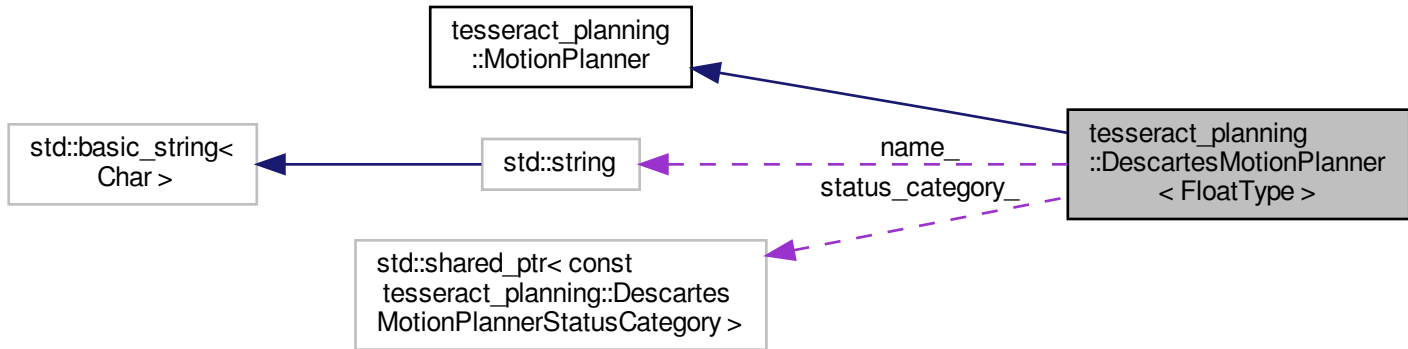 tesseract_planning
::MotionPlanner
std::basic_string<
Char >
std::string
name_
status_category_
tesseract_planning
::DescartesMotionPlanner
< FloatType >
std::shared_ptr< const
tesseract_planning::Descartes
MotionPlannerStatusCategory >